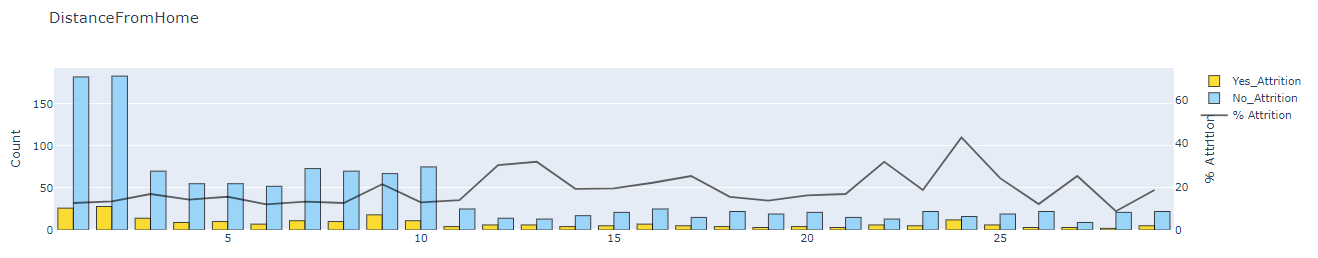 DistanceFromHome
Yes_Attrition
No_Attrition
% Attrition
150
100
50
0
Count
60
40
20
0
% Attrition
5
10
15
20
25